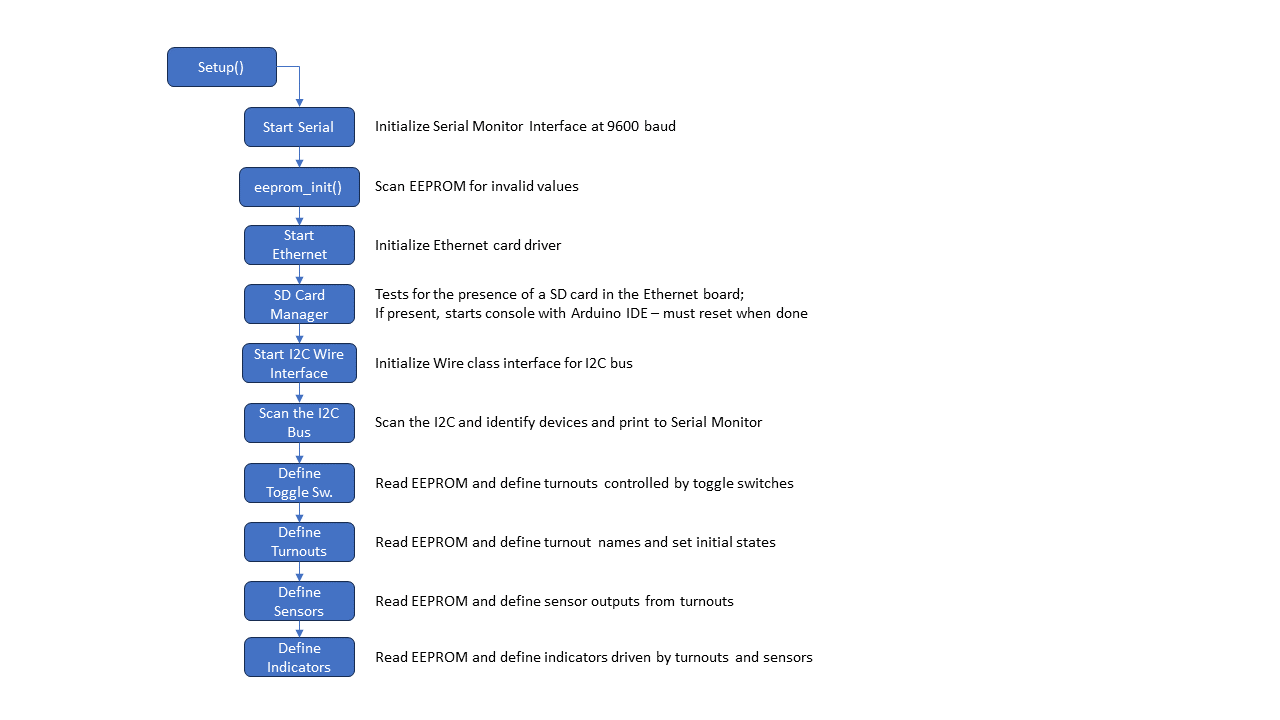 Setup()
Start Serial
Initialize Serial Monitor Interface at 9600 baud
eeprom_init()
Scan EEPROM for invalid values
Start
Ethernet
Initialize Ethernet card driver
SD Card
Manager
Tests for the presence of a SD card in the Ethernet board;
If present, starts console with Arduino IDE – must reset when done
Start I2C Wire
Interface
Initialize Wire class interface for I2C bus
Scan the I2C
Bus
Scan the I2C and identify devices and print to Serial Monitor
Define
Toggle Sw.
Read EEPROM and define turnouts controlled by toggle switches
Define
Turnouts
Read EEPROM and define turnout names and set initial states
Define
Sensors
Read EEPROM and define sensor outputs from turnouts
Define
Indicators
Read EEPROM and define indicators driven by turnouts and sensors